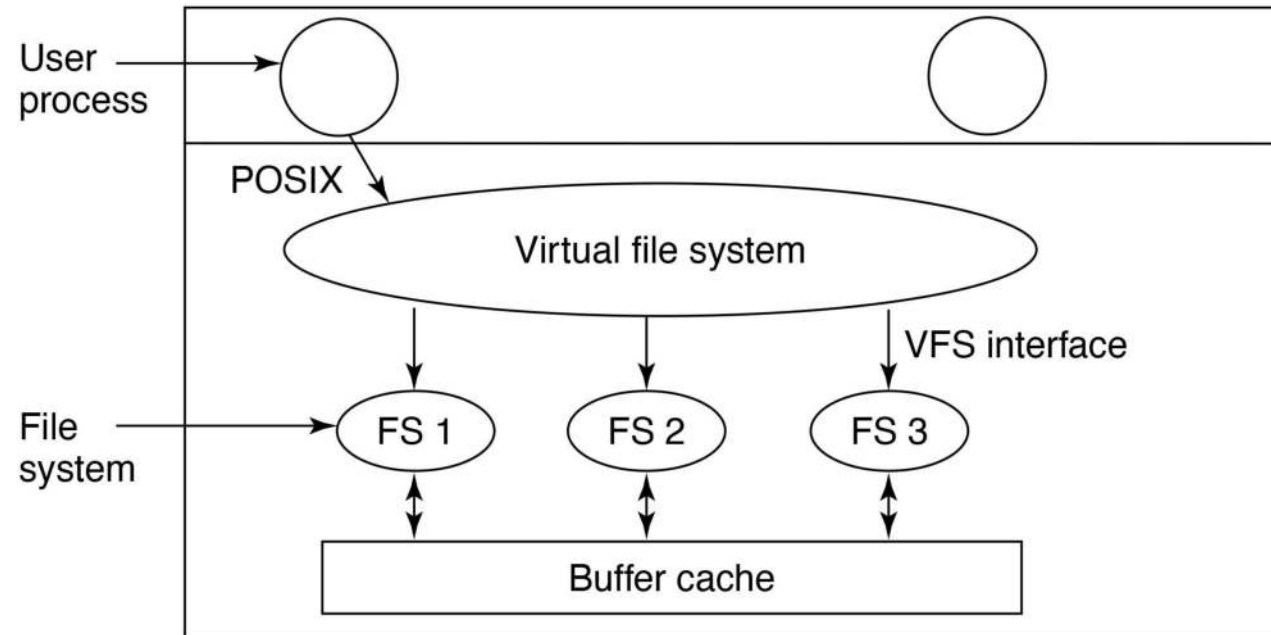 User
process
POSIX
Virtual file system
VFS interface
File
system
FS 1
FS 2
FS 3
Buffer cache